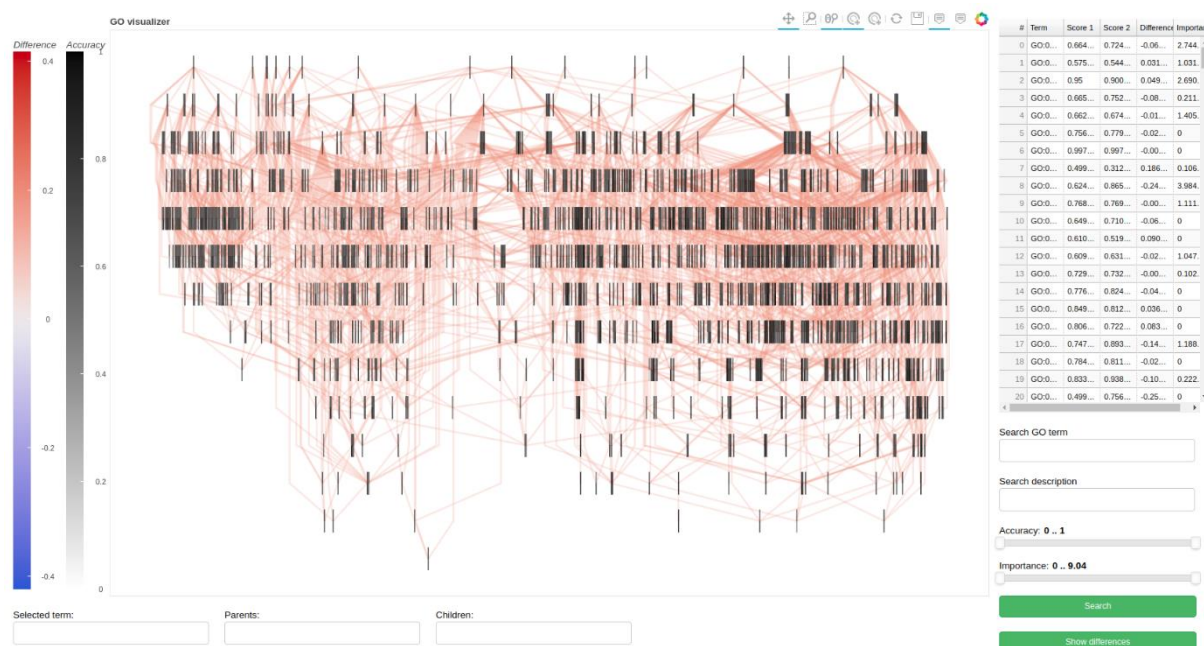 GO visualizer
Difference Accuracy
0.4
0.2
0
-0.2
-0.4
1
0.8
0.6
0.4
0.2
0
# Term Score 1 Score 2 Difference Importa
0 GO:0... 0.664... 0.724... -0.06... 2.744.
1 GO:0... 0.575... 0.544... 0.031... 1.031.
2 GO:0... 0.95 0.900... 0.049... 2.690.
3 GO:0... 0.665... 0.752... -0.08... 0.211.
4 GO:0... 0.662... 0.674... -0.01... 1.405.
5 GO:0... 0.756... 0.779... -0.02... 0
6 GO:0... 0.997... 0.997... -0.00... 0
7 GO:0... 0.499... 0.312... 0.186... 0.106.
8 GO:0... 0.624... 0.865... -0.24... 3.984.
9 GO:0... 0.768... 0.769... -0.00... 1.111.
10 GO:0... 0.649... 0.710... -0.06... 0
11 GO:0... 0.610... 0.519... 0.090... 0
12 GO:0... 0.609... 0.631... -0.02... 1.047.
13 GO:0... 0.729... 0.732... -0.00... 0.102.
14 GO:0... 0.776... 0.824... -0.04... 0
15 GO:0... 0.849... 0.812... 0.036... 0
16 GO:0... 0.806... 0.722... 0.083... 0
17 GO:0... 0.747... 0.893... -0.14... 1.188.
18 GO:0... 0.784... 0.811... -0.02... 0
19 GO:0... 0.833... 0.938... -0.10... 0.222.
20 GO:0... 0.499... 0.756... -0.25... 0
Search GO term
Search description
Accuracy: 0 .. 1
Importance: 0 .. 9.04
Search
Show differences
Selected term: Parents: Children: